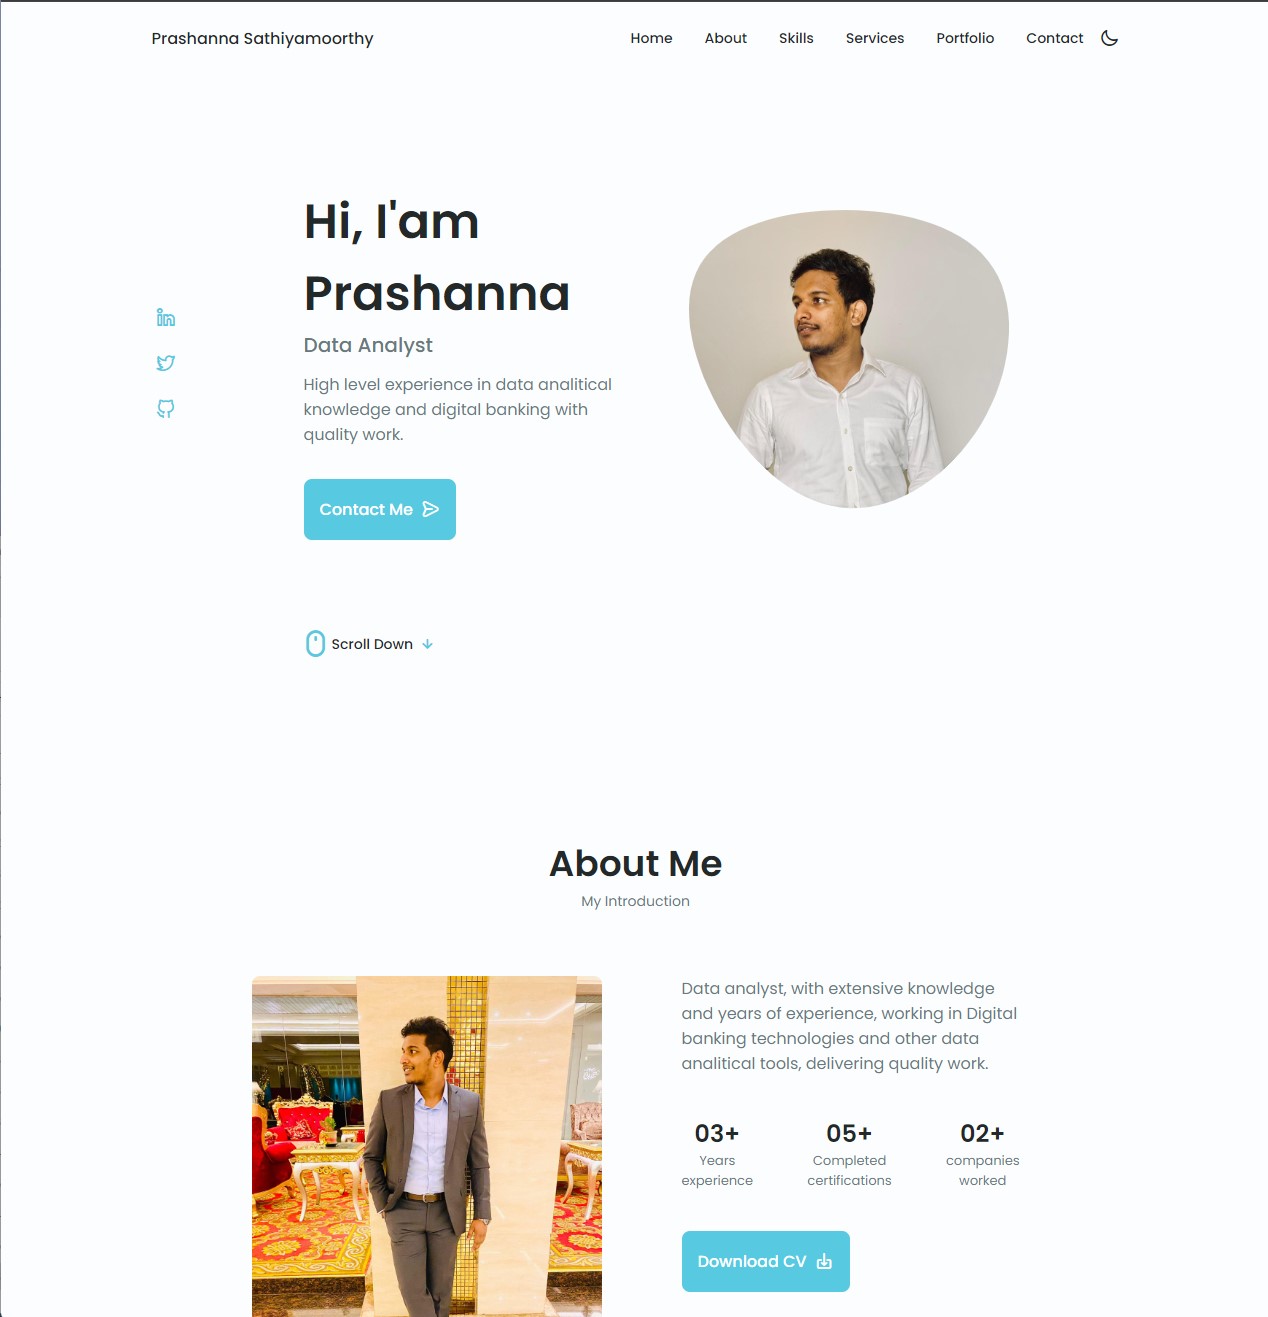 Prashanna Sathiyamoorthy
Home About Skills Services Portfolio Contact
Hi, I'am
Prashanna
Data Analyst
High level experience in data analitical
knowledge and digital banking with
quality work.
Contact Me
Scroll Down
About Me
My Introduction
Data analyst, with extensive knowledge
and years of experience, working in Digital
banking technologies and other data
analitical tools, delivering quality work.
03+ 05+ 02+
Years Completed companies
experience certifications worked
Download CV